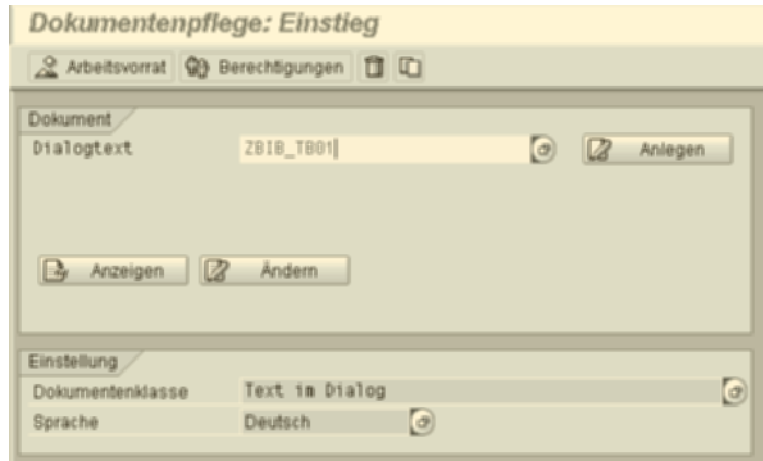 Dokumentenpflege: Einstieg
Arbeitsvorrat Berechtigungen
Dokument
Dialogtext ZBIB_TB01 Anlegen
Anzeigen Ändern
Einstellung
Dokumentenklasse Text im Dialog
Sprache Deutsch